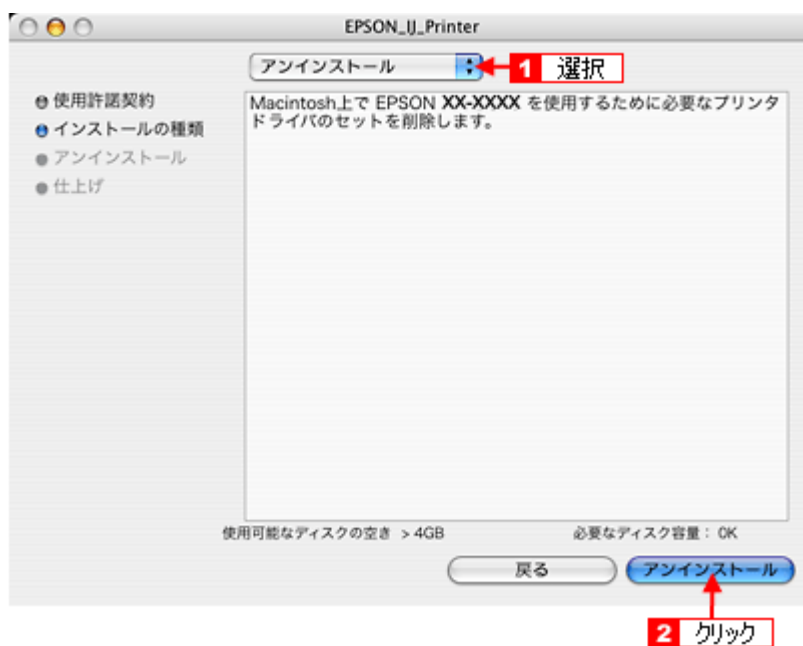 EPSON_IJ_Printer
アンインストール
1 選択
使用許諾契約
インストールの種類
アンインストール
仕上げ
Macintosh上で EPSON XX-XXXX を使用するために必要なプリンタ
ドライバのセットを削除します。
使用可能なディスクの空き > 4GB
必要なディスク容量： 0K
戻る
アンインストール
2 クリック